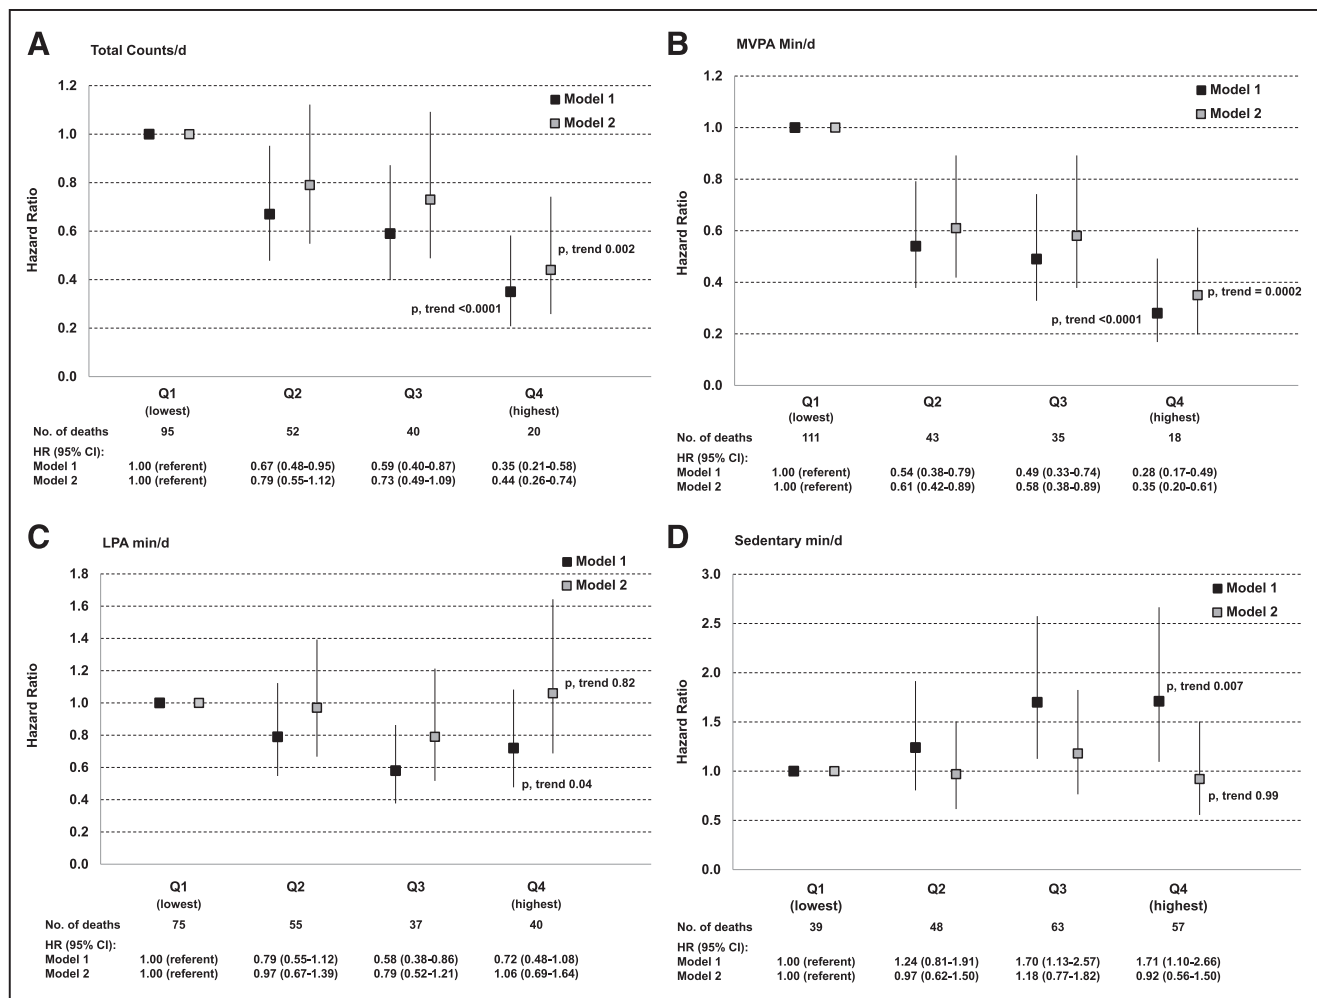 A
Total Counts/d
Model 1
Model 2
Hazard Ratio
1.2
1.0
0.8
0.6
0.4
0.2
0.0
p, trend 0.002
p, trend <0.0001
Q1 Q2 Q3 Q4
(lowest) (highest)
No. of deaths 95 52 40 20
HR (95% CI):
Model 1 1.00 (referent) 0.67 (0.48-0.95) 0.59 (0.40-0.87) 0.35 (0.21-0.58)
Model 2 1.00 (referent) 0.79 (0.55-1.12) 0.73 (0.49-1.09) 0.44 (0.26-0.74)
B
MVPA Min/d
Model 1
Model 2
Hazard Ratio
1.2
1.0
0.8
0.6
0.4
0.2
0.0
p, trend = 0.0002
p, trend <0.0001
Q1 Q2 Q3 Q4
(lowest) (highest)
No. of deaths 111 43 35 18
HR (95% CI):
Model 1 1.00 (referent) 0.54 (0.38-0.79) 0.49 (0.33-0.74) 0.28 (0.17-0.49)
Model 2 1.00 (referent) 0.61 (0.42-0.89) 0.58 (0.38-0.89) 0.35 (0.20-0.61)
C
LPA min/d
Model 1
Model 2
Hazard Ratio
1.8
1.6
1.4
1.2
1.0
0.8
0.6
0.4
0.2
0.0
p, trend 0.82
p, trend 0.04
Q1 Q2 Q3 Q4
(lowest) (highest)
No. of deaths 75 55 37 40
HR (95% CI):
Model 1 1.00 (referent) 0.79 (0.55-1.12) 0.58 (0.38-0.86) 0.72 (0.48-1.08)
Model 2 1.00 (referent) 0.97 (0.67-1.39) 0.79 (0.52-1.21) 1.06 (0.69-1.64)
D
Sedentary min/d
Model 1
Model 2
Hazard Ratio
3.0
2.5
2.0
1.5
1.0
0.5
0.0
p, trend 0.007
p, trend 0.99
Q1 Q2 Q3 Q4
(lowest) (highest)
No. of deaths 39 48 63 57
HR (95% CI):
Model 1 1.00 (referent) 1.24 (0.81-1.91) 1.70 (1.13-2.57) 1.71 (1.10-2.66)
Model 2 1.00 (referent) 0.97 (0.62-1.50) 1.18 (0.77-1.82) 0.92 (0.56-1.50)